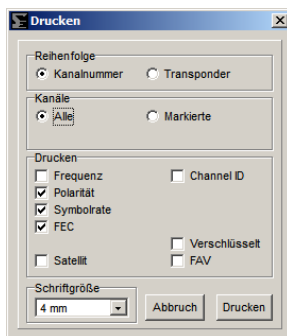 Drucken
Reihenfolge
Kanalnummer Transponder
Kanäle
Alle Markierte
Drucken
Frequenz Channel ID
Polarität
Symbolrate
FEC
Verschlüsselt
Satellit FAV
Schriftgröße
4 mm Abbruch Drucken